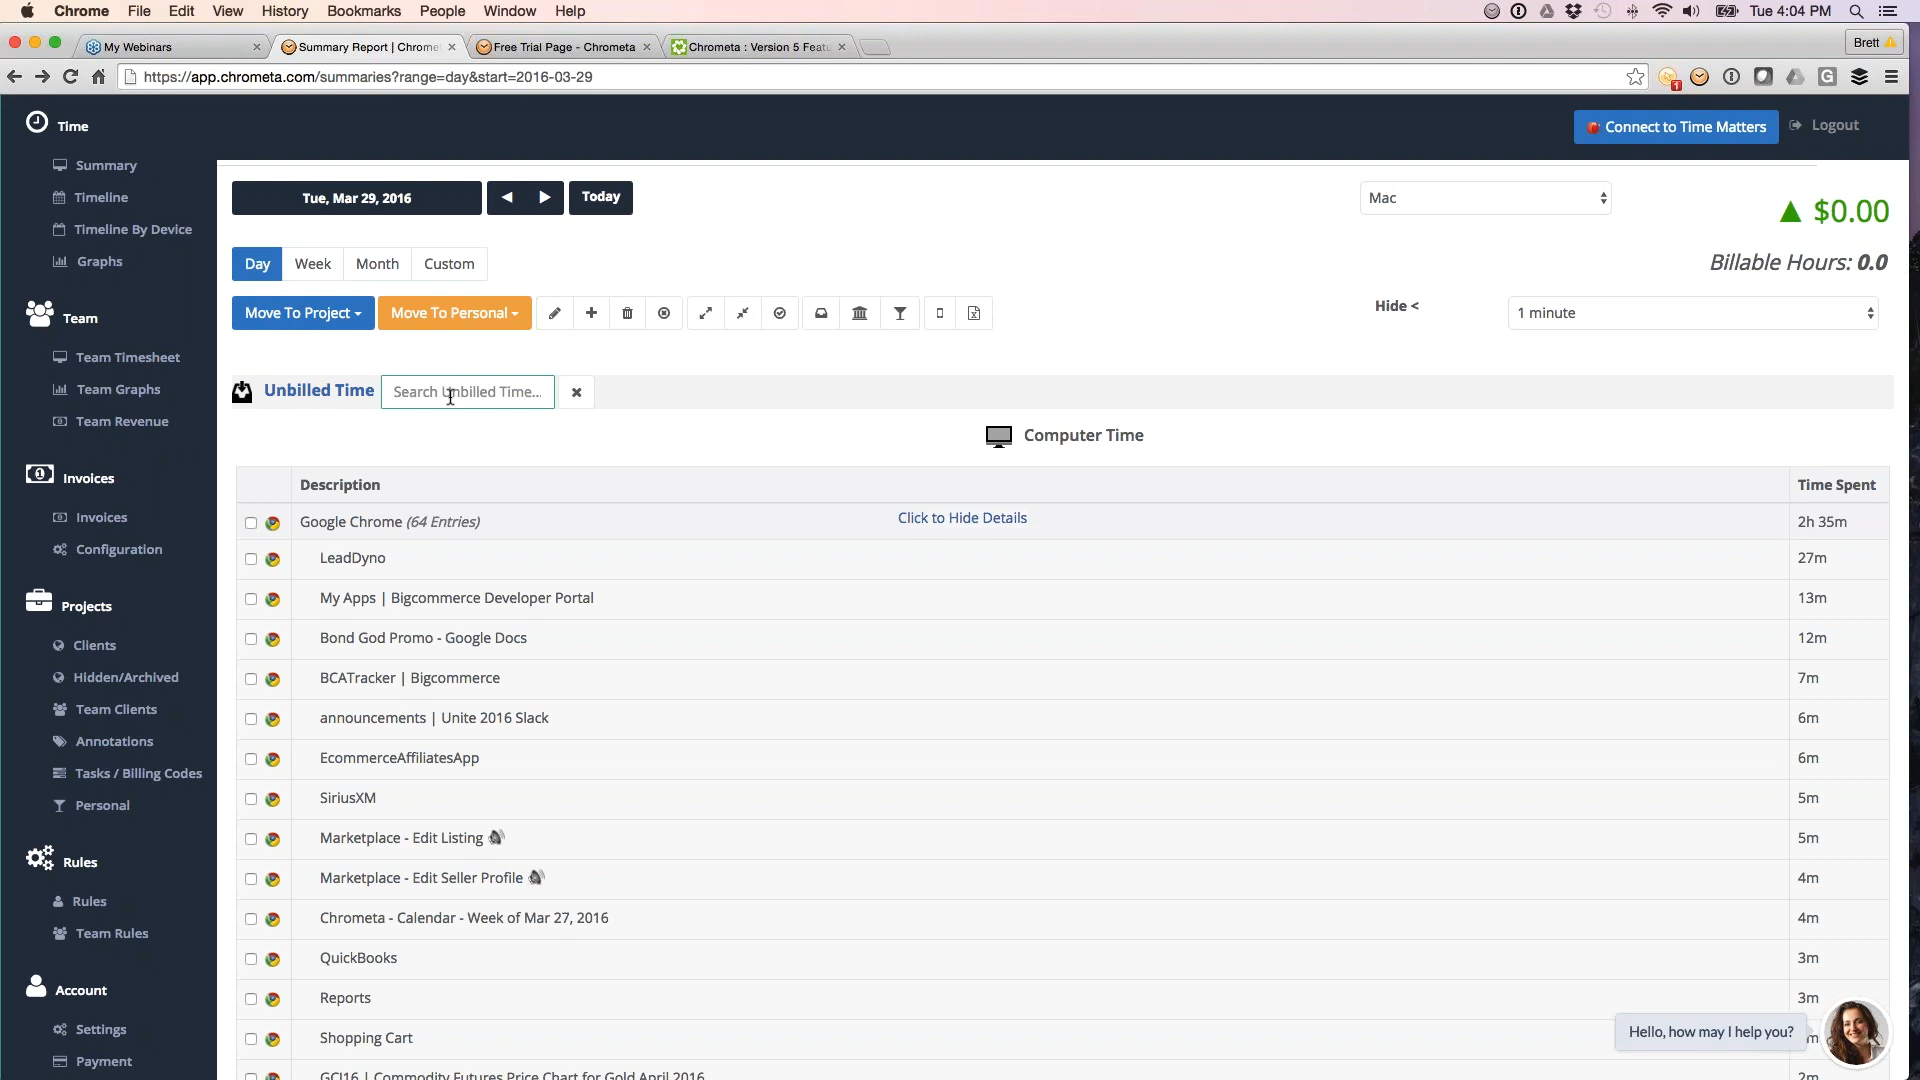 Chrome File Edit View History Bookmarks People Window Help Tue 4:04 PM
My Webinars Summary Report | Chromet Free Trial Page - Chrometa Chrometa : Version 5 Featu Brett
https://app.chrometa.com/summaries?range=day&start=2016-03-29
Time
Connect to Time Matters Logout
Summary
Timeline
Timeline By Device
Graphs
Team
Team Timesheet
Team Graphs
Team Revenue
Invoices
Invoices
Configuration
Projects
Clients
Hidden/Archived
Team Clients
Annotations
Tasks / Billing Codes
Personal
Rules
Rules
Team Rules
Account
Settings
Payment
Tue, Mar 29, 2016 Today Mac
$0.00
Day Week Month Custom
Billable Hours: 0.0
Move To Project Move To Personal Hide < 1 minute
Unbilled Time Search Unbilled Time...
Computer Time
Description Time Spent
Google Chrome (64 Entries) Click to Hide Details 2h 35m
LeadDyno 27m
My Apps | Bigcommerce Developer Portal 13m
Bond God Promo - Google Docs 12m
BCATracker | Bigcommerce 7m
announcements | Unite 2016 Slack 6m
EcommerceAffiliatesApp 6m
SiriusXM 5m
Marketplace - Edit Listing 5m
Marketplace - Edit Seller Profile 4m
Chrometa - Calendar - Week of Mar 27, 2016 4m
QuickBooks 3m
Reports 3m
Shopping Cart
Hello, how may I help you?
GCJ16 | Commodity Futures Price Chart for Gold April 2016 2m